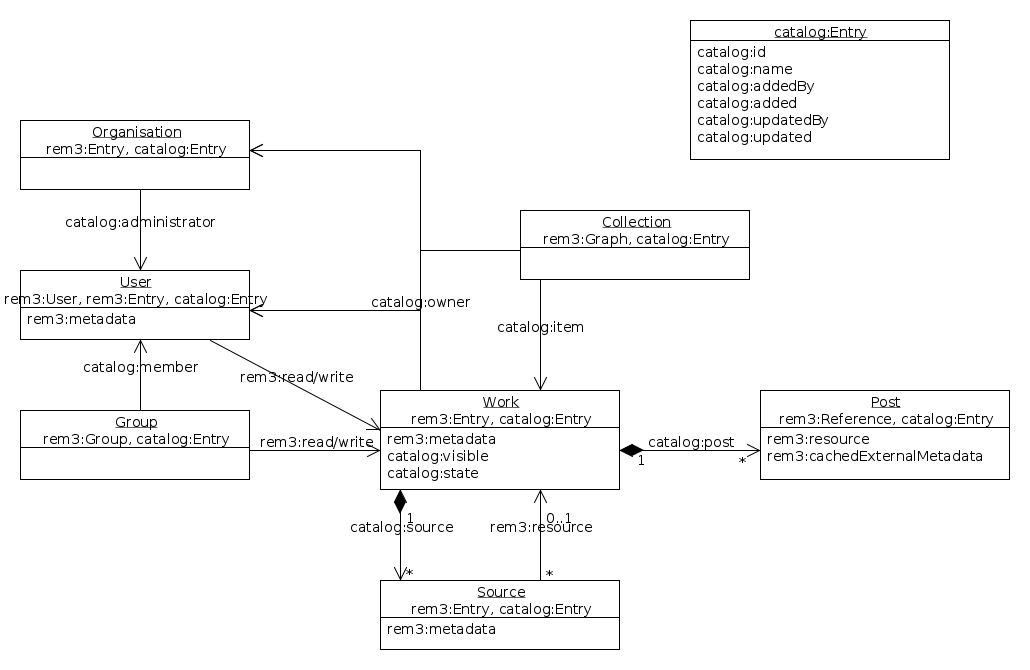 catalog:Entry
catalog:id
catalog:name
catalog:addedBy
catalog:added
catalog:updatedBy
catalog:updated
Organisation
rem3:Entry, catalog:Entry
catalog:administrator
Collection
rem3:Graph, catalog:Entry
User
rem3:User, rem3:Entry, catalog:Entry
rem3:metadata
catalog:owner
catalog:item
catalog:member
rem3:read/write
Group
rem3:Group, catalog:Entry
rem3:read/write
Work
rem3:Entry, catalog:Entry
rem3:metadata
catalog:visible
catalog:state
catalog:post
1
*
Post
rem3:Reference, catalog:Entry
rem3:resource
rem3:cachedExternalMetadata
1
catalog:source
*
0..1
rem3:resource
*
Source
rem3:Entry, catalog:Entry
rem3:metadata